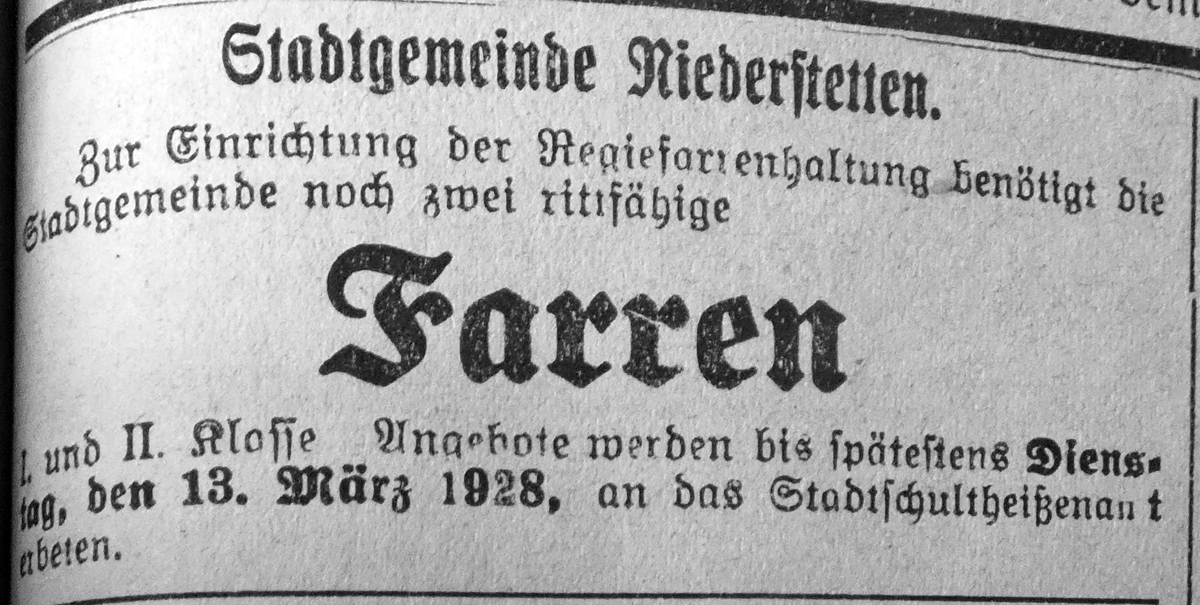 Stadtgemeinde Niederstetten.
Zur Einrichtung der Regiefarrenhaltung benötigt die
Stadtgemeinde noch zwei rittfähige
Farren
I. und II. Klasse Angebote werden bis spätestens Diens-
tag, den 13. März 1928, an das Stadtschultheißenamt
erbeten.